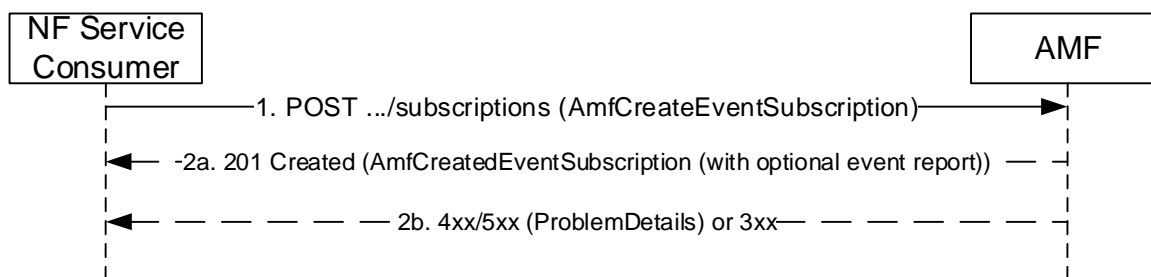 NF Service
Consumer
AMF
1. POST .../subscriptions (AmfCreateEventSubscription)
2a. 201 Created (AmfCreatedEventSubscription (with optional event report))
2b. 4xx/5xx (ProblemDetails) or 3xx